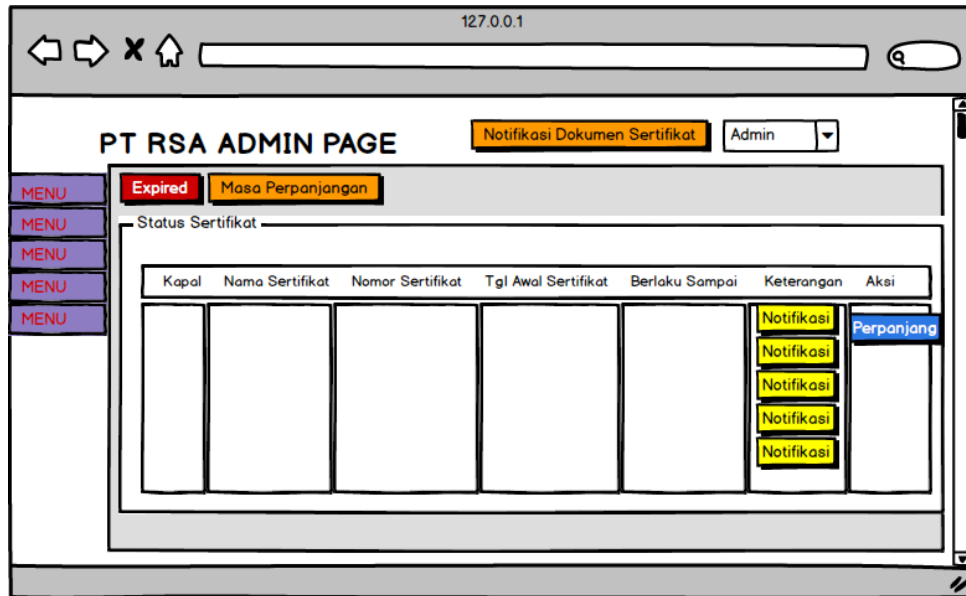 127.0.0.1
PT RSA ADMIN PAGE
Notifikasi Dokumen Sertifikat
Admin
MENU
MENU
MENU
MENU
MENU
Expired
Masa Perpanjangan
Status Sertifikat
Kapal Nama Sertifikat Nomor Sertifikat Tgl Awal Sertifikat Berlaku Sampai Keterangan Aksi
Notifikasi
Perpanjang
Notifikasi
Notifikasi
Notifikasi
Notifikasi